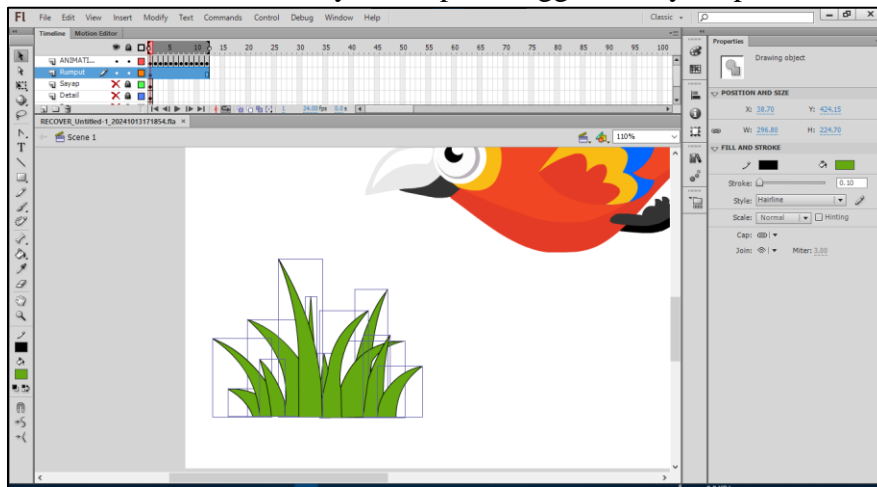 Fl File Edit View Insert Modify Text Commands Control Debug Window Help Classic
Timeline Motion Editor
5 10 15 20 25 30 35 40 45 50 55 60 65 70 75 80 85 90 95 100
ANIMATI...
Rumput
Sayap
Detail
1 24.00 fps 0.0 s
RECOVER_Untitled-1_20241013171854.fla ×
Scene 1
110%
Properties
Drawing object
POSITION AND SIZE
X: 38.70 Y: 424.15
W: 296.80 H: 224.70
FILL AND STROKE
Stroke: 0.10
Style: Hairline
Scale: Normal Hinting
Cap:
Join: Miter: 3.00